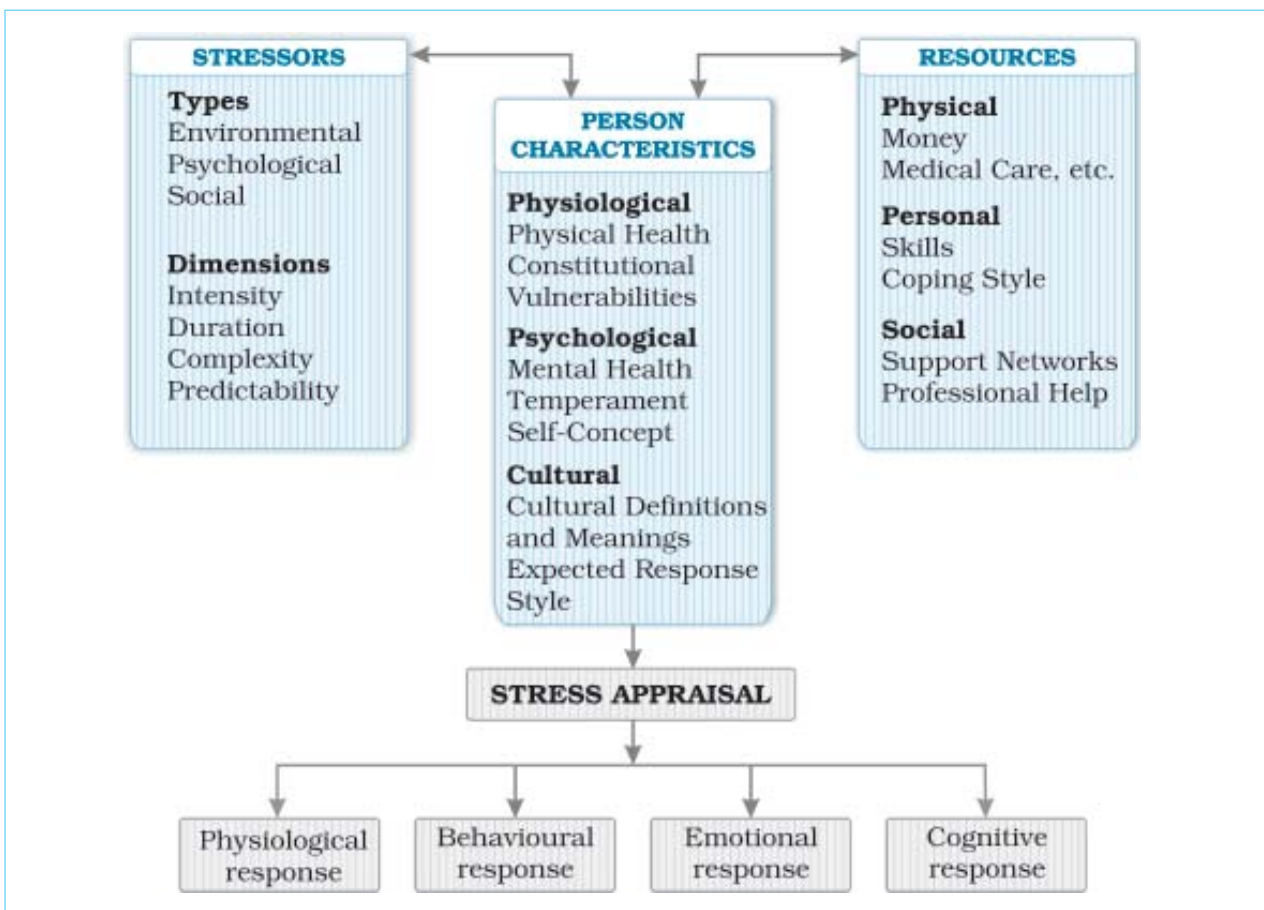 STRESSORS
Types
Environmental
Psychological
Social
Dimensions
Intensity
Duration
Complexity
Predictability
PERSON
CHARACTERISTICS
Physiological
Physical Health
Constitutional
Vulnerabilities
Psychological
Mental Health
Temperament
Self-Concept
Cultural
Cultural Definitions
and Meanings
Expected Response
Style
RESOURCES
Physical
Money
Medical Care, etc.
Personal
Skills
Coping Style
Social
Support Networks
Professional Help
STRESS APPRAISAL
Physiological
response
Behavioural
response
Emotional
response
Cognitive
response